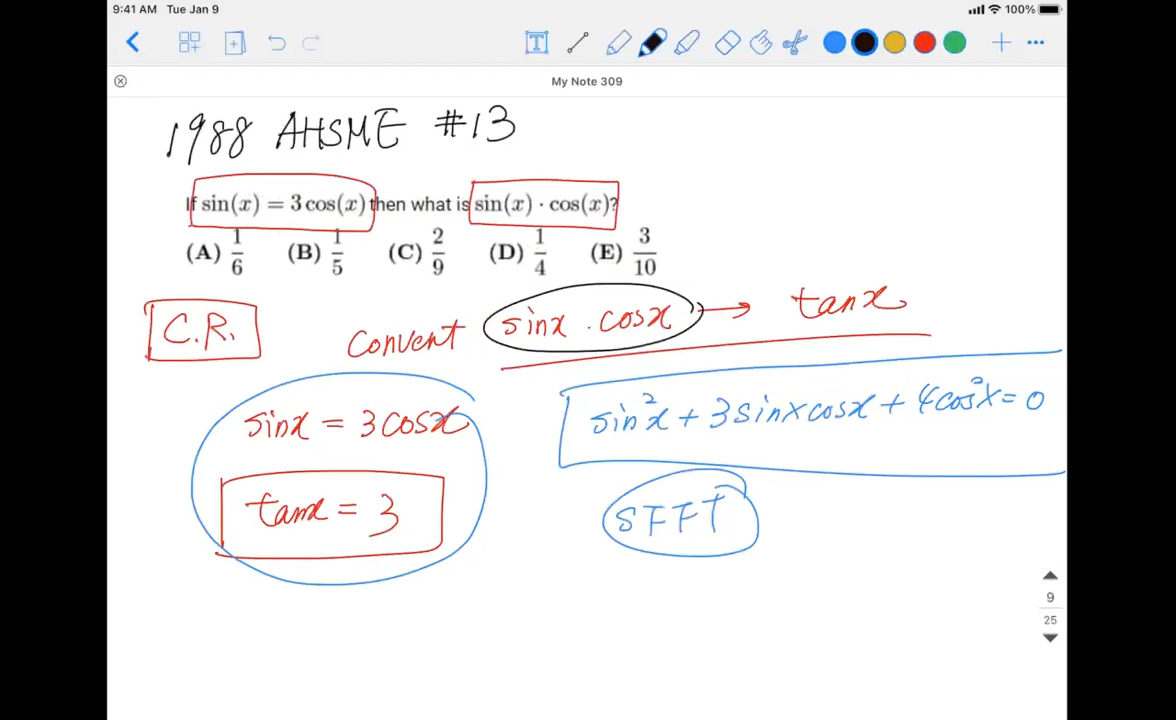 9:41 AM Tue Jan 9
100%
My Note 309
1988 AHSME #13
If sin(x) = 3 cos(x) then what is sin(x) · cos(x)?
(A) 1/6 (B) 1/5 (C) 2/9 (D) 1/4 (E) 3/10
C.R.
Convent sinx . cosx → tanx
sinx = 3cosx
sin²x + 3sinxcosx + 4cos²x = 0
tanx = 3
SFFT
9
25